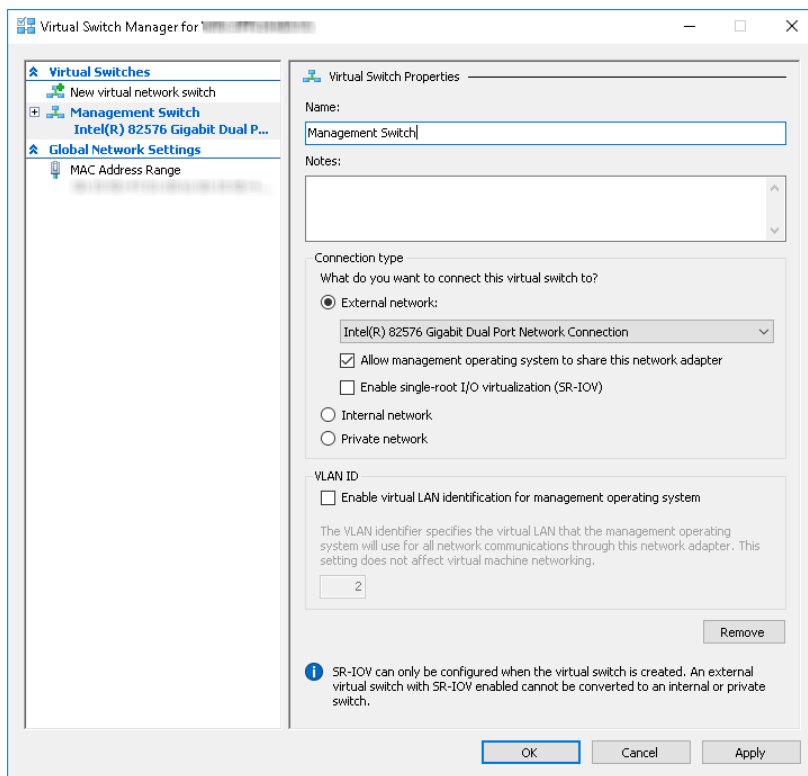 Virtual Switch Manager for
Virtual Switches
New virtual network switch
Management Switch
Intel(R) 82576 Gigabit Dual P...
Global Network Settings
MAC Address Range
Virtual Switch Properties
Name:
Management Switch
Notes:
Connection type
What do you want to connect this virtual switch to?
External network:
Intel(R) 82576 Gigabit Dual Port Network Connection
Allow management operating system to share this network adapter
Enable single-root I/O virtualization (SR-IOV)
Internal network
Private network
VLAN ID
Enable virtual LAN identification for management operating system
The VLAN identifier specifies the virtual LAN that the management operating
system will use for all network communications through this network adapter. This
setting does not affect virtual machine networking.
2
Remove
SR-IOV can only be configured when the virtual switch is created. An external
virtual switch with SR-IOV enabled cannot be converted to an internal or private
switch.
OK
Cancel
Apply